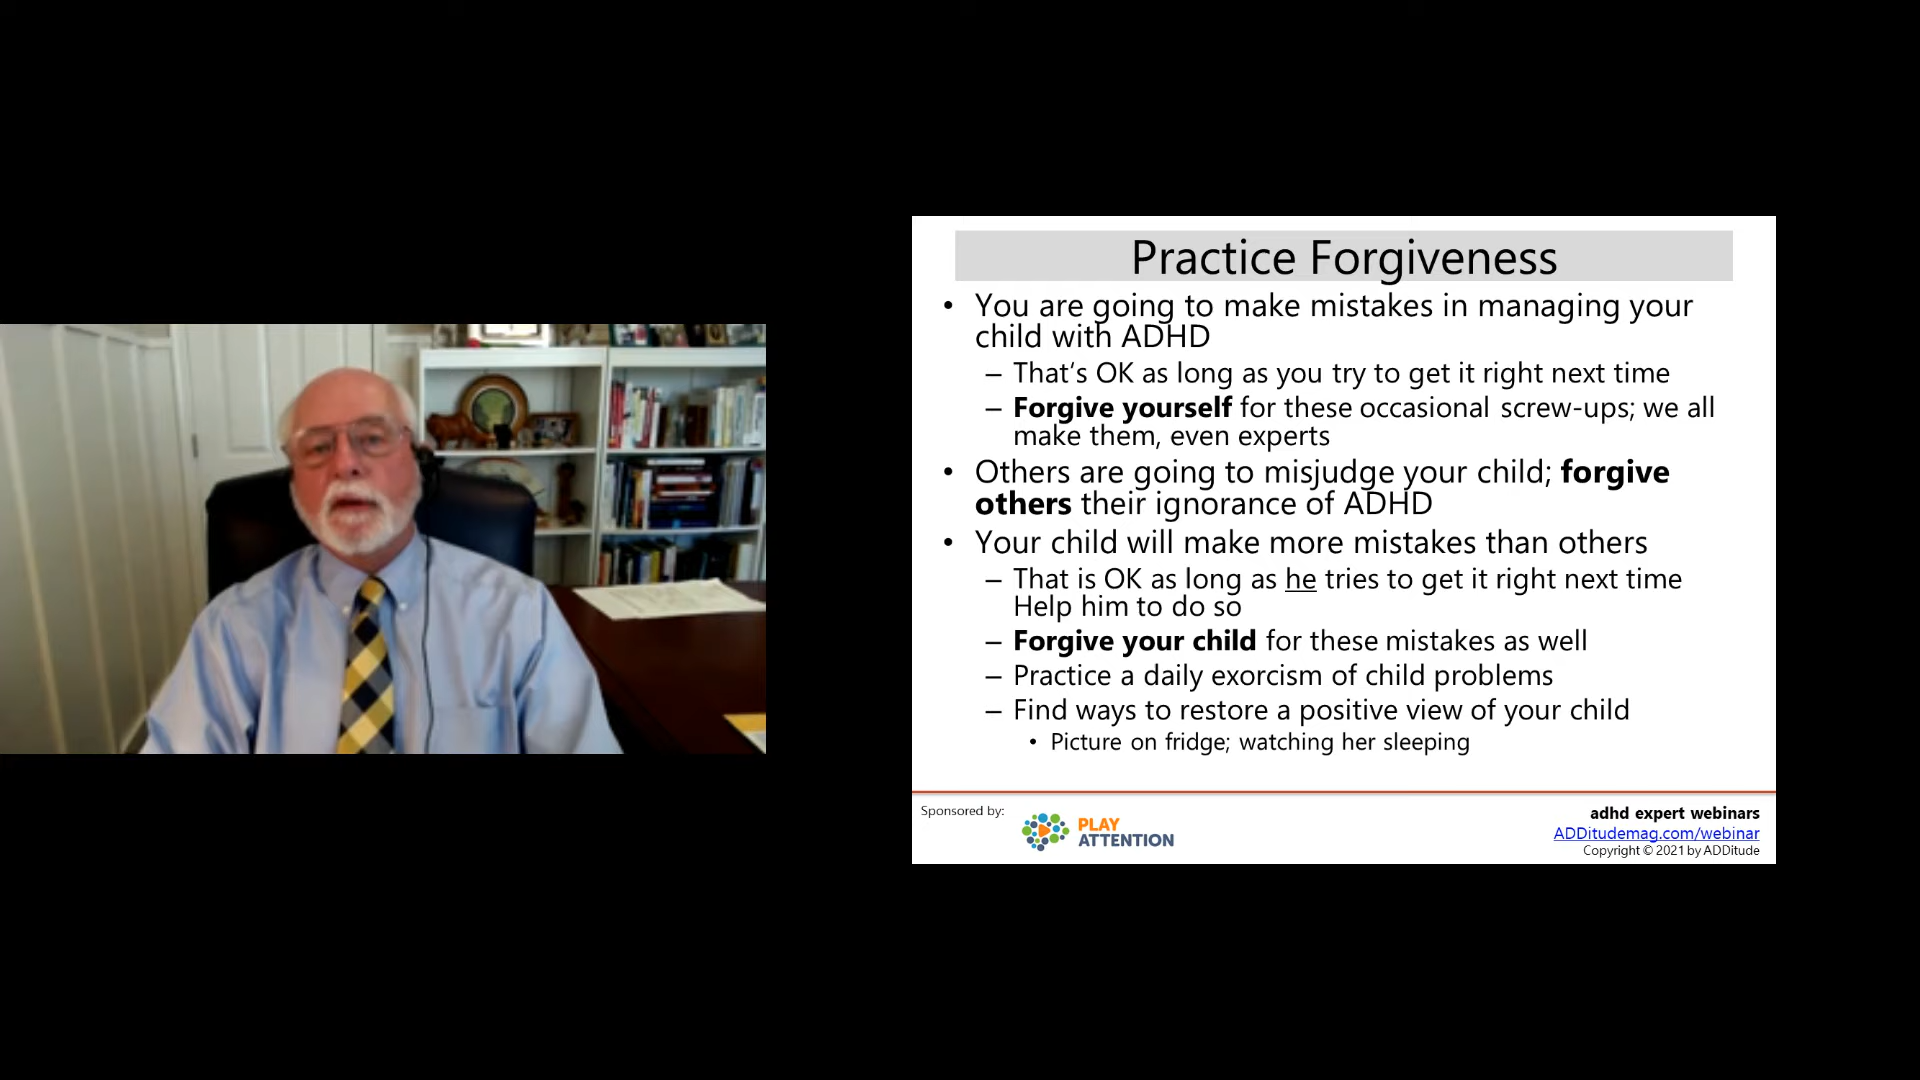 Practice Forgiveness
• You are going to make mistakes in managing your
child with ADHD
– That's OK as long as you try to get it right next time
– Forgive yourself for these occasional screw-ups; we all
make them, even experts
• Others are going to misjudge your child; forgive
others their ignorance of ADHD
• Your child will make more mistakes than others
– That is OK as long as he tries to get it right next time
Help him to do so
– Forgive your child for these mistakes as well
– Practice a daily exorcism of child problems
– Find ways to restore a positive view of your child
• Picture on fridge; watching her sleeping
Sponsored by:
PLAY
ATTENTION
adhd expert webinars
ADDitudemag.com/webinar
Copyright © 2021 by ADDitude